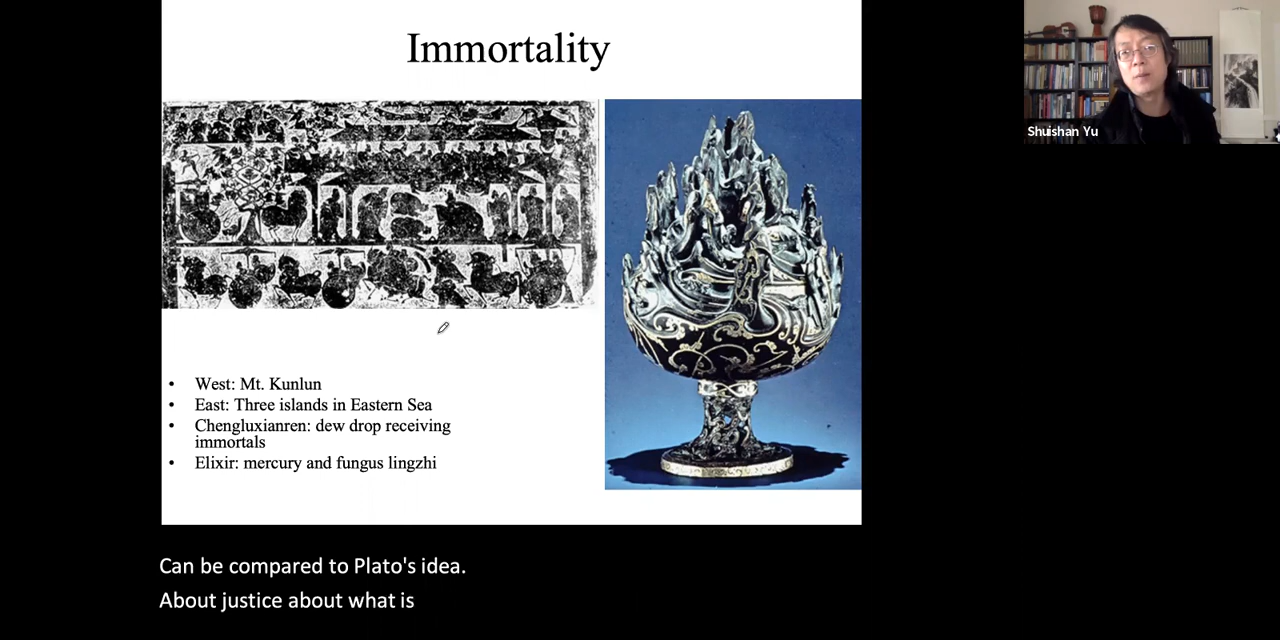 Immortality
Shuishan Yu
West: Mt. Kunlun
East: Three islands in Eastern Sea
Chengluxianren: dew drop receiving
immortals
Elixir: mercury and fungus lingzhi
Can be compared to Plato's idea.
About justice about what is